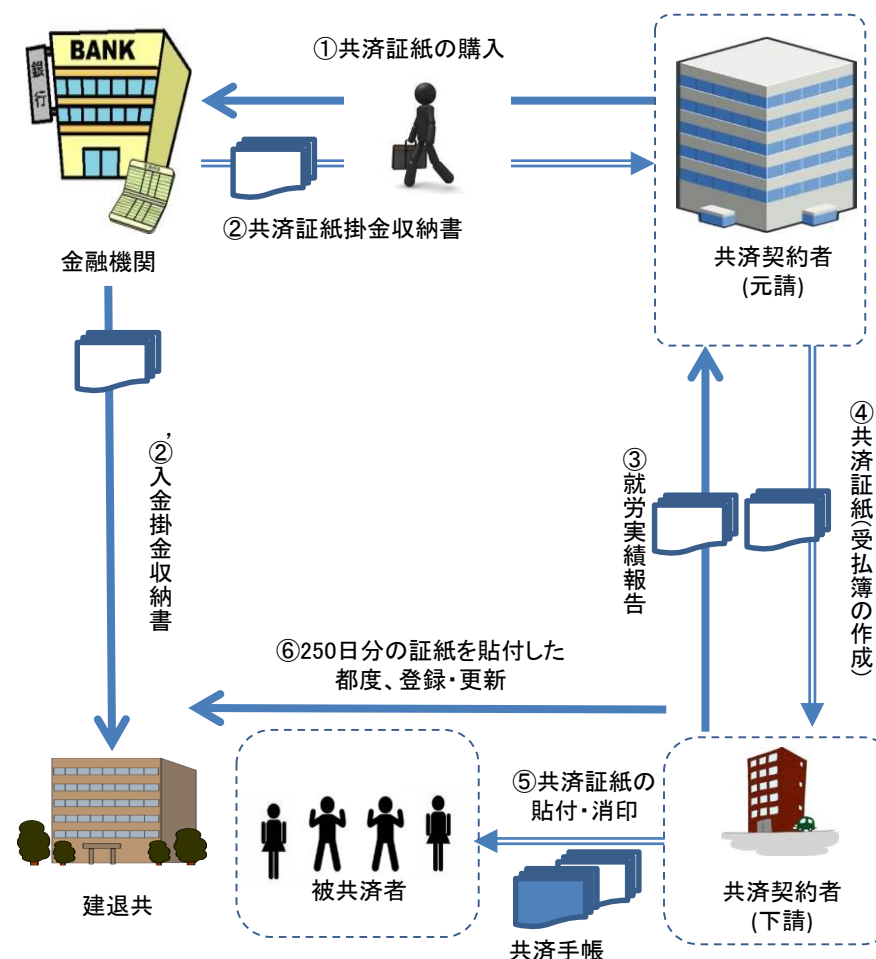 BANK
銀行
①共済証紙の購入
②共済証紙掛金収納書
金融機関
共済契約者
(元請)
②'入金掛金収納書
③就労実績報告
④共済証紙(受払簿の作成)
⑥250日分の証紙を貼付した
都度、登録・更新
⑤共済証紙の
貼付・消印
建退共
被共済者
共済手帳
共済契約者
(下請)